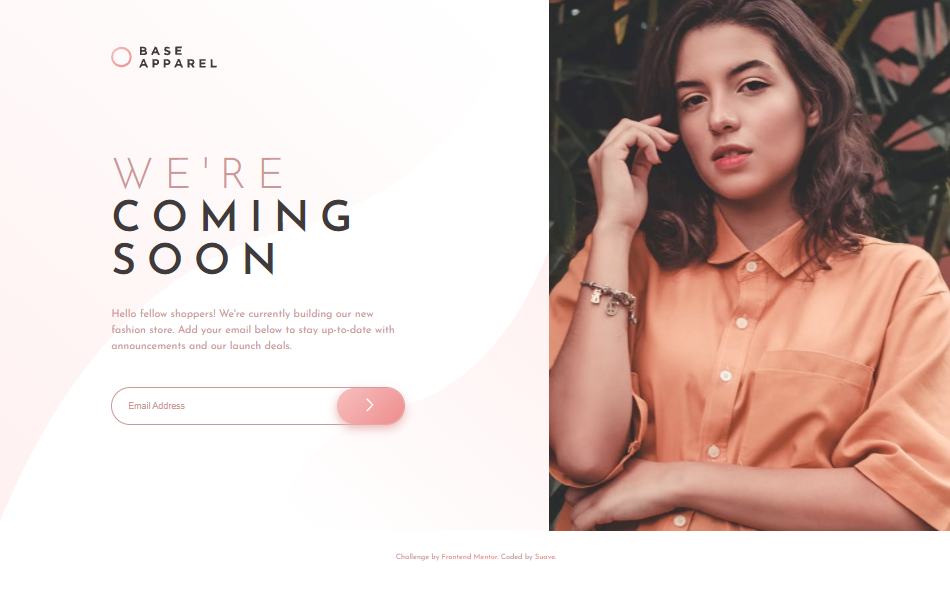 BASE
APPAREL
WE'RE
COMING
SOON
Hello fellow shoppers! We're currently building our new
fashion store. Add your email below to stay up-to-date with
announcements and our launch deals.
Email Address
Challenge by Frontend Mentor. Coded by Suave.